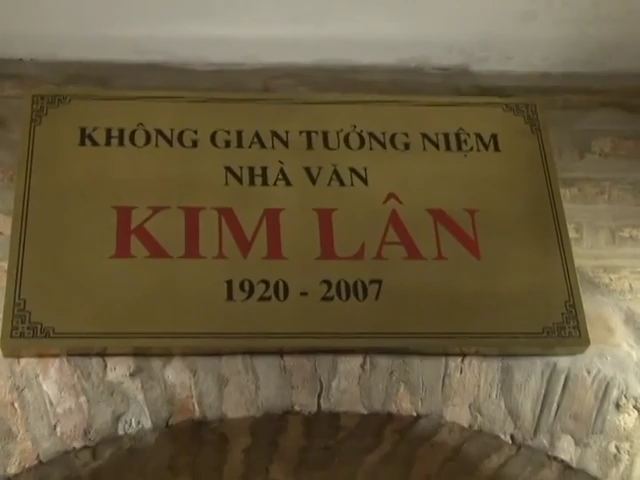 KHÔNG GIAN TƯỞNG NIỆM
NHÀ VĂN
KIM LÂN
1920 - 2007